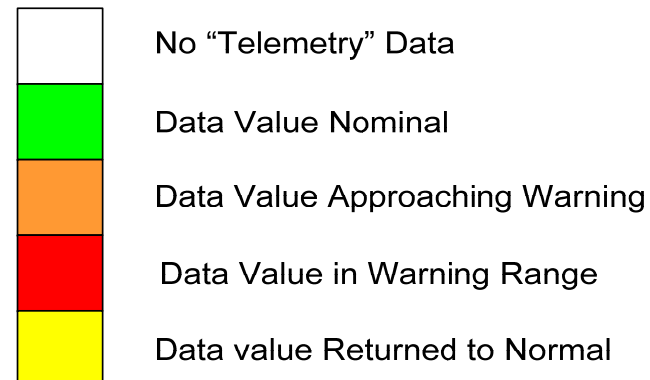 No “Telemetry” Data
Data Value Nominal
Data Value Approaching Warning
Data Value in Warning Range
Data value Returned to Normal